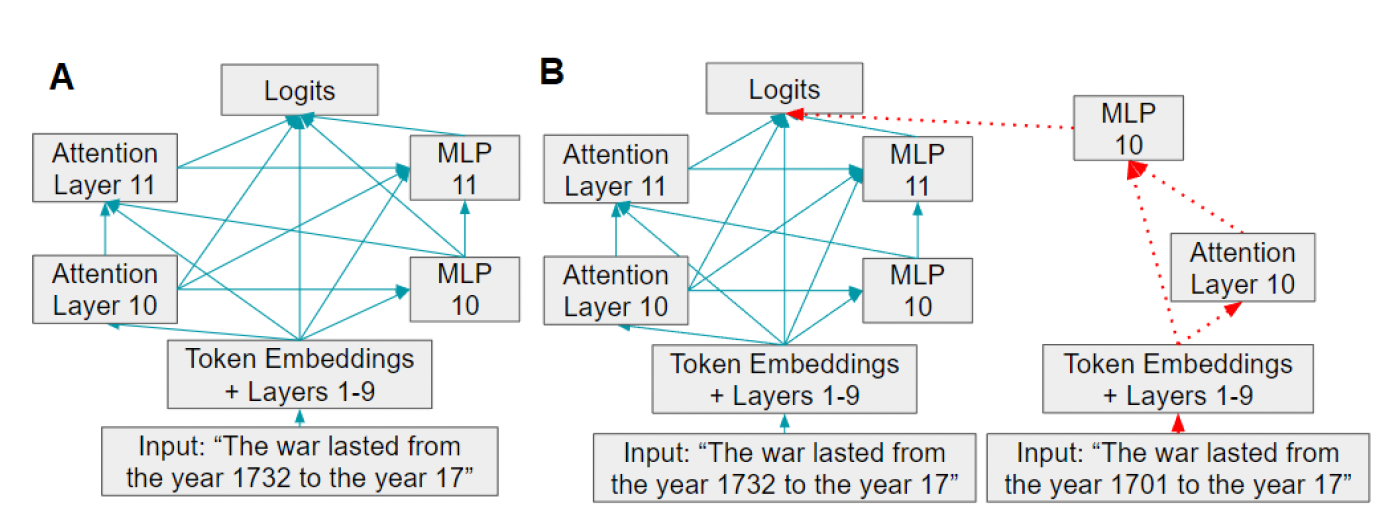 A
Logits
Attention
Layer 11
MLP
11
Attention
Layer 10
MLP
10
Token Embeddings
+ Layers 1-9
Input: “The war lasted from
the year 1732 to the year 17”
B
Logits
Attention
Layer 11
MLP
11
Attention
Layer 10
MLP
10
Token Embeddings
+ Layers 1-9
Input: “The war lasted from
the year 1732 to the year 17”
MLP
10
Attention
Layer 10
Token Embeddings
+ Layers 1-9
Input: “The war lasted from
the year 1701 to the year 17”